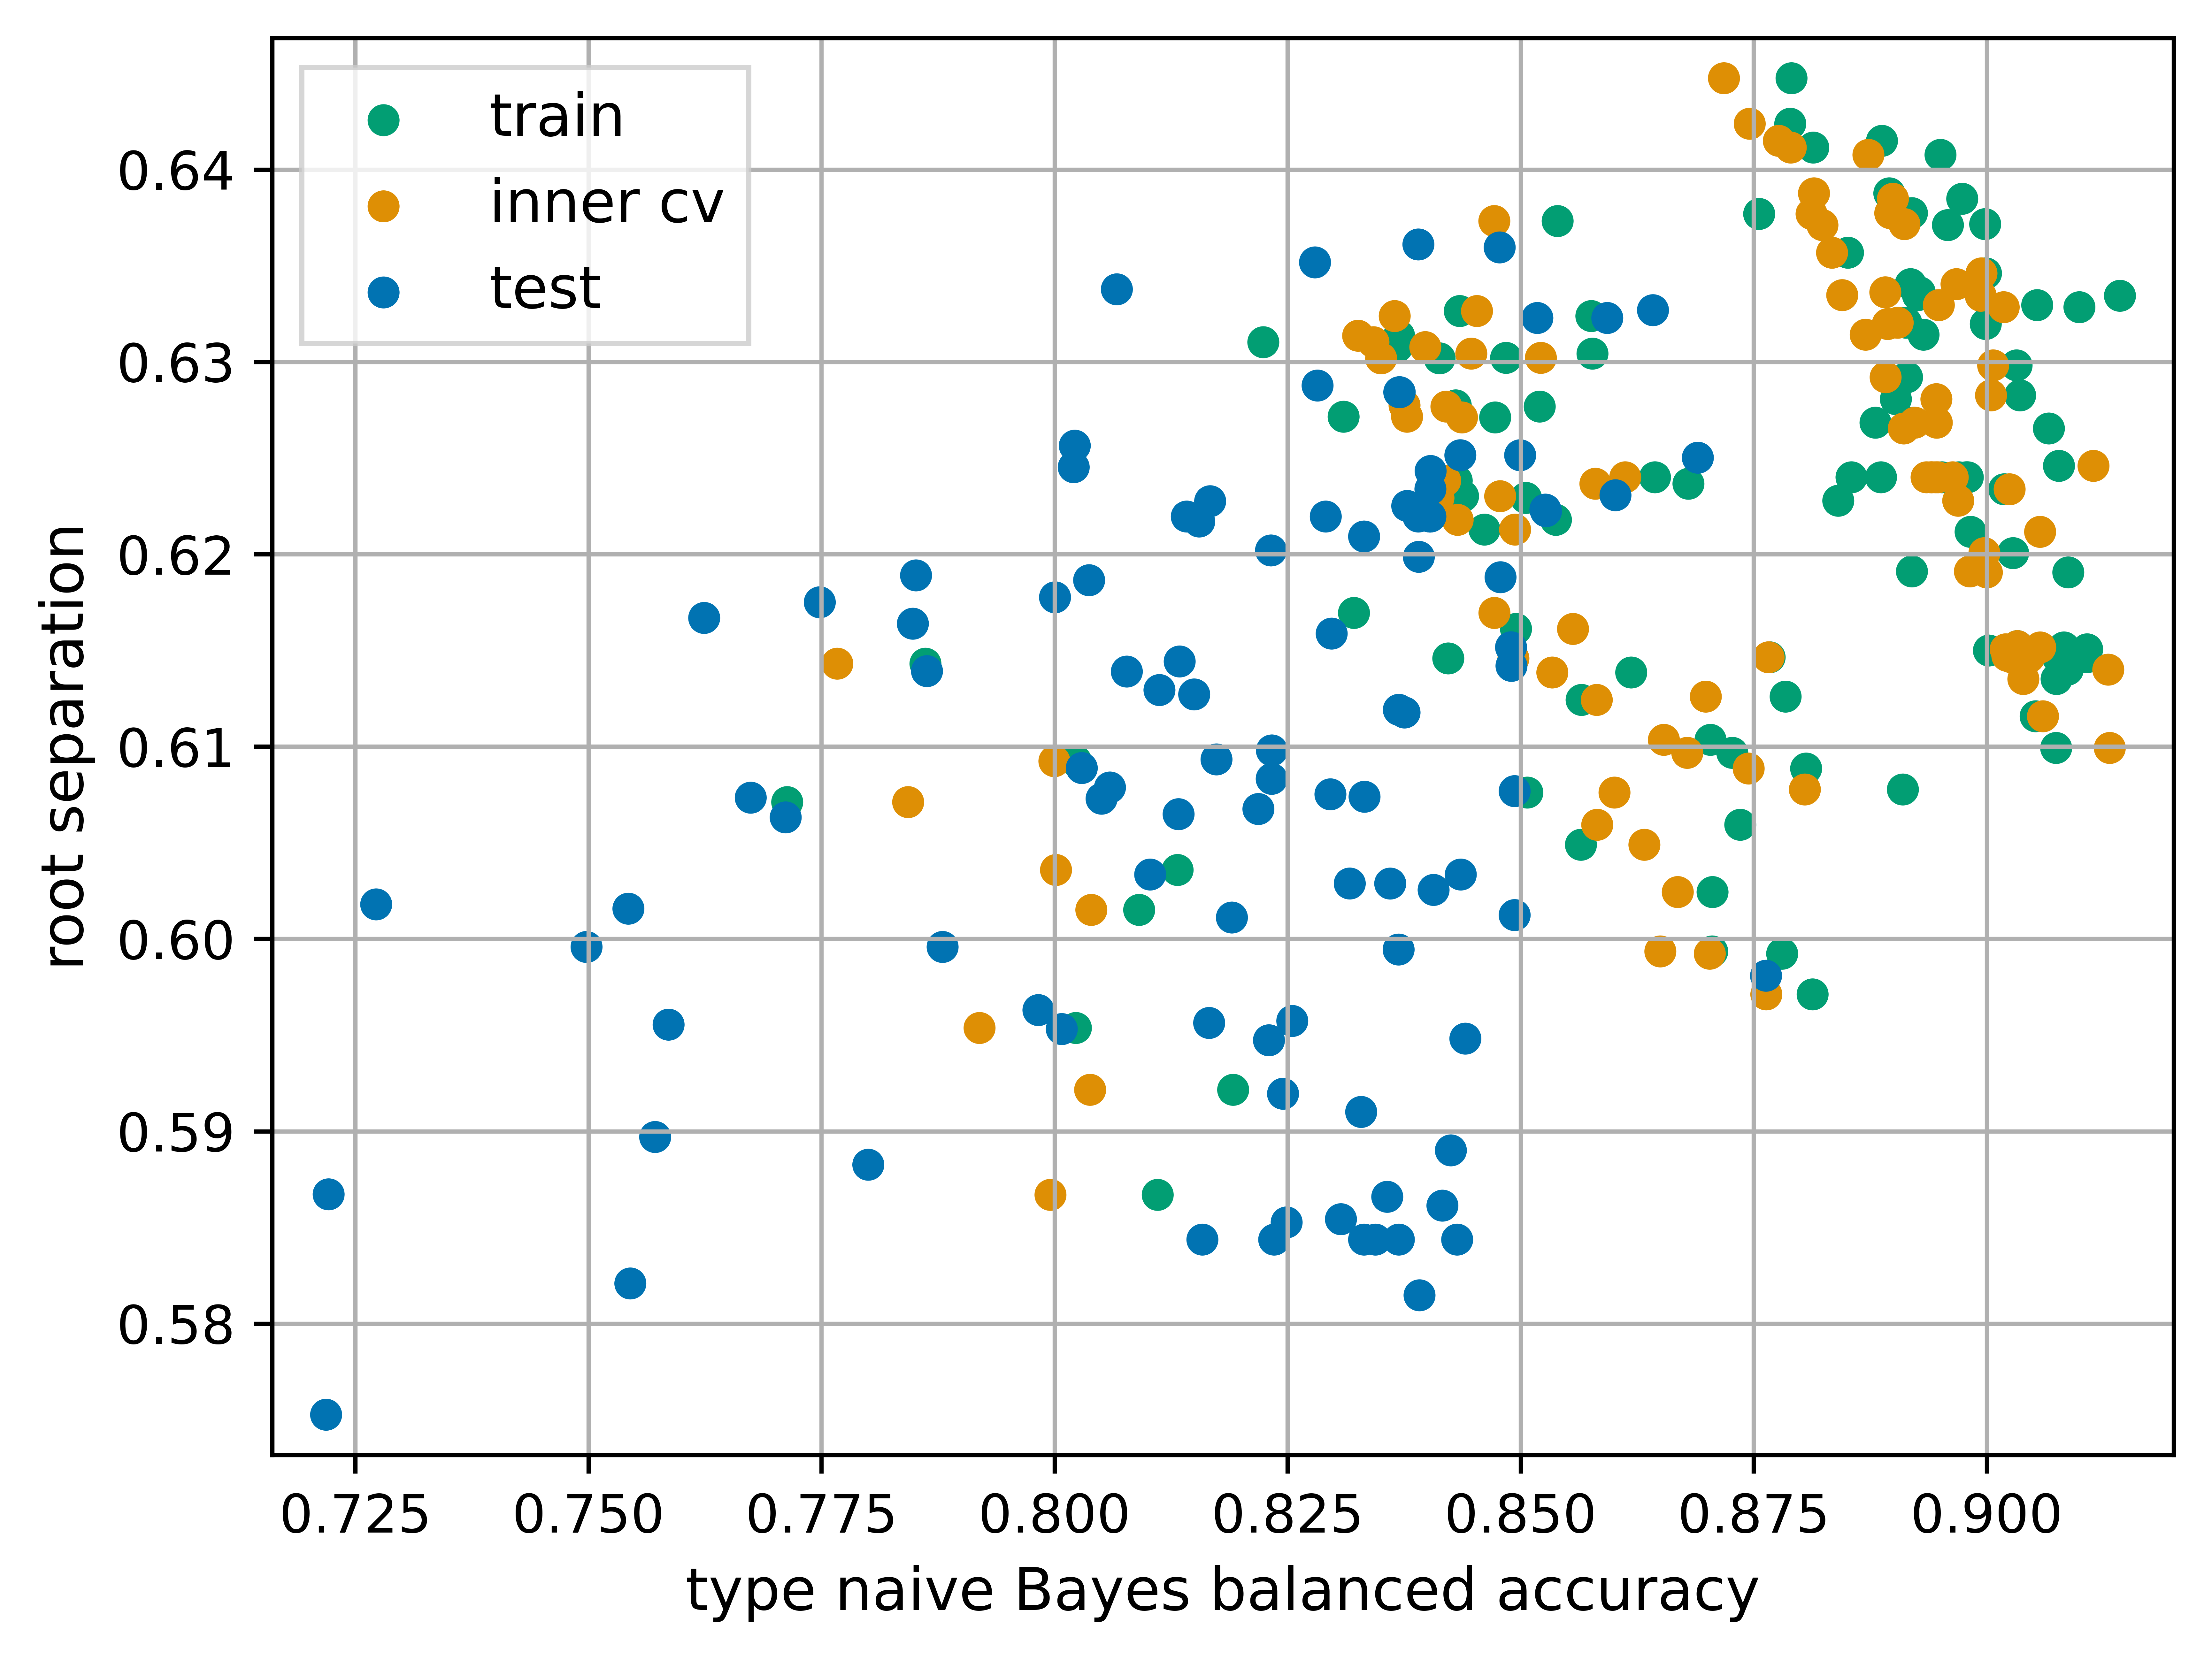 train
inner cv
test
root separation
0.64
0.63
0.62
0.61
0.60
0.59
0.58
0.725 0.750 0.775 0.800 0.825 0.850 0.875 0.900
type naive Bayes balanced accuracy